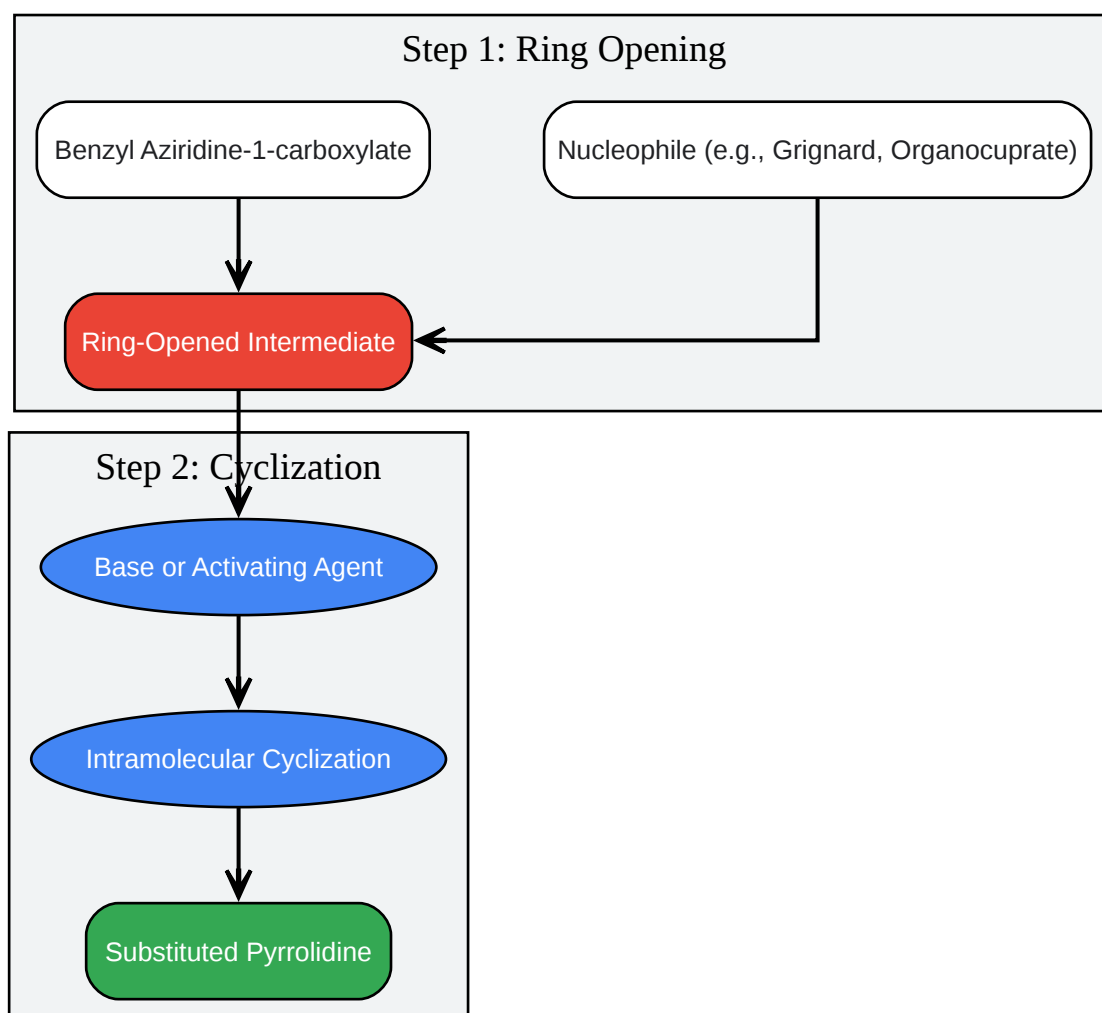 Step 1: Ring Opening
Benzyl Aziridine-1-carboxylate
Nucleophile (e.g., Grignard, Organocuprate)
Ring-Opened Intermediate
Step 2: Cyclization
Base or Activating Agent
Intramolecular Cyclization
Substituted Pyrrolidine